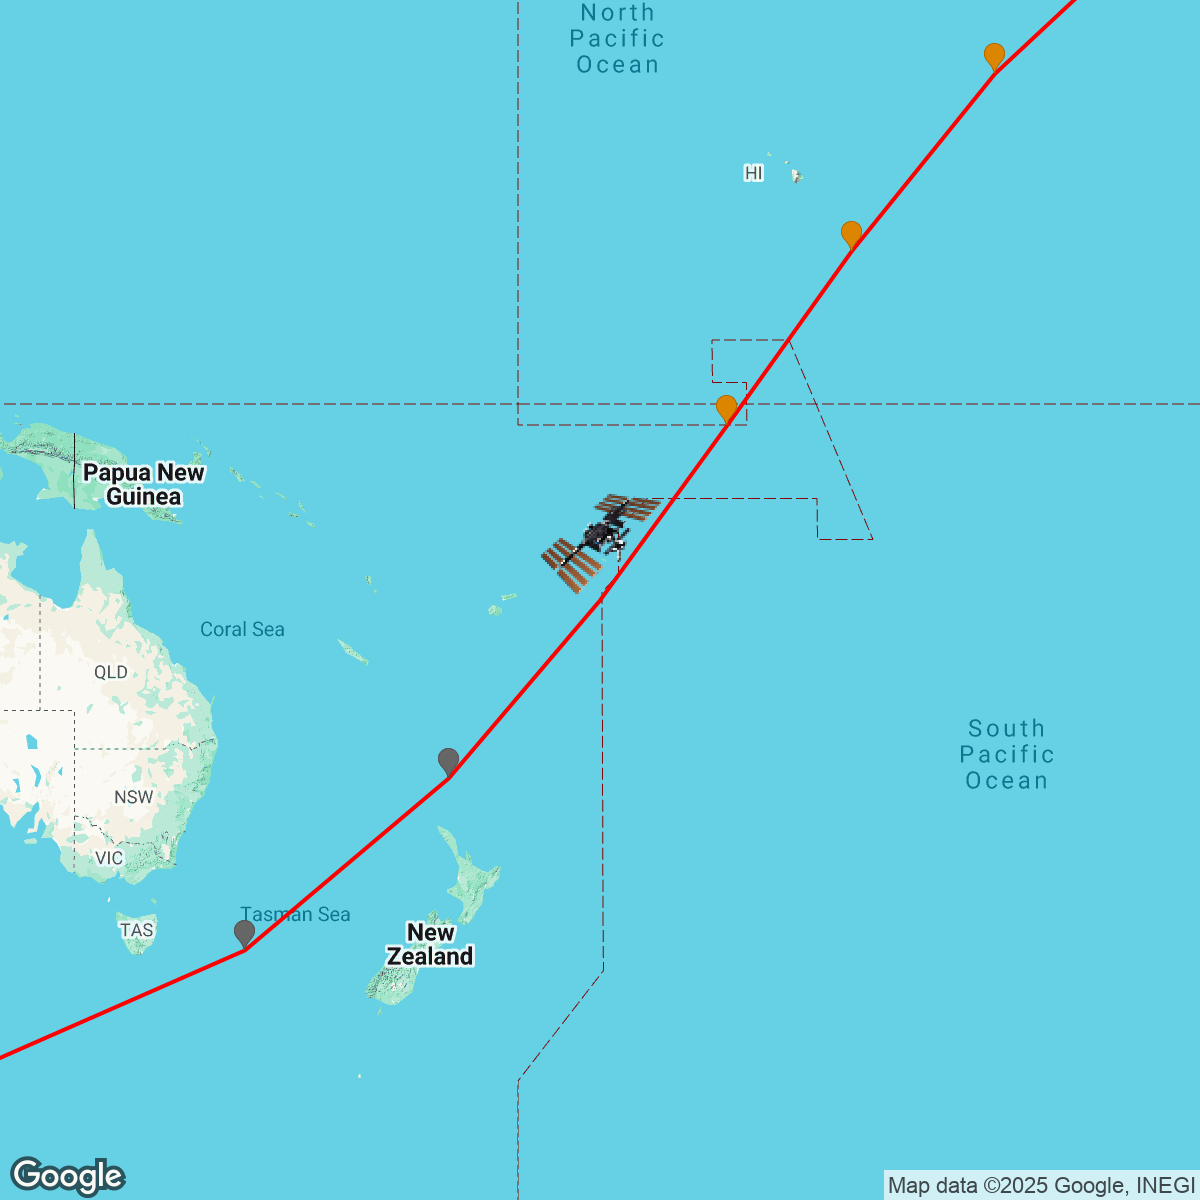 North
Pacific
Ocean
HI
Papua New
Guinea
Coral Sea
QLD
South
Pacific
Ocean
NSW
VIC
Tasman Sea
TAS
New
Zealand
Google
Map data ©2025 Google, INEGI